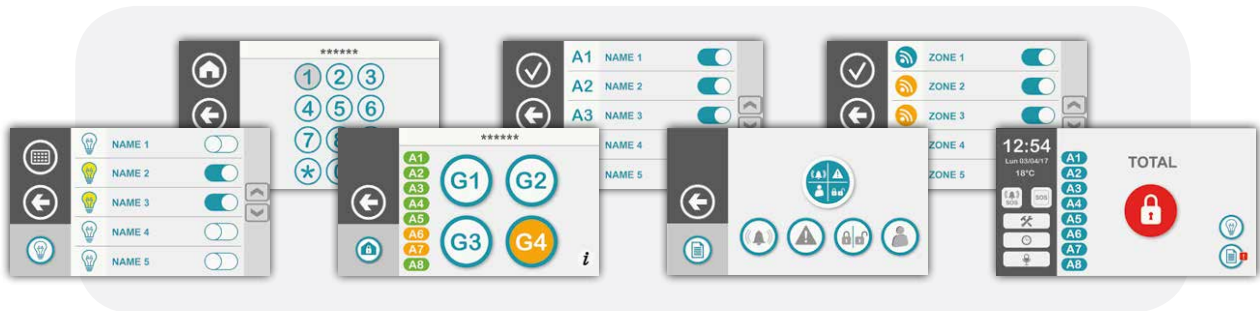 ******
1 2 3
4 5 6
7
*
A1 NAME 1
A2 NAME 2
A3 NAME 3
NAME 4
NAME 5
ZONE 1
ZONE 2
ZONE 3
ZONE 4
ZONE 5
NAME 1
NAME 2
NAME 3
NAME 4
NAME 5
******
A1
A2
A3
A4
A5
A6
A7
A8
G1 G2
G3 G4
i
12:54
Lun 03/04/17
18°C
SOS SOS
A1
A2
A3
A4
A5
A6
A7
A8
TOTAL